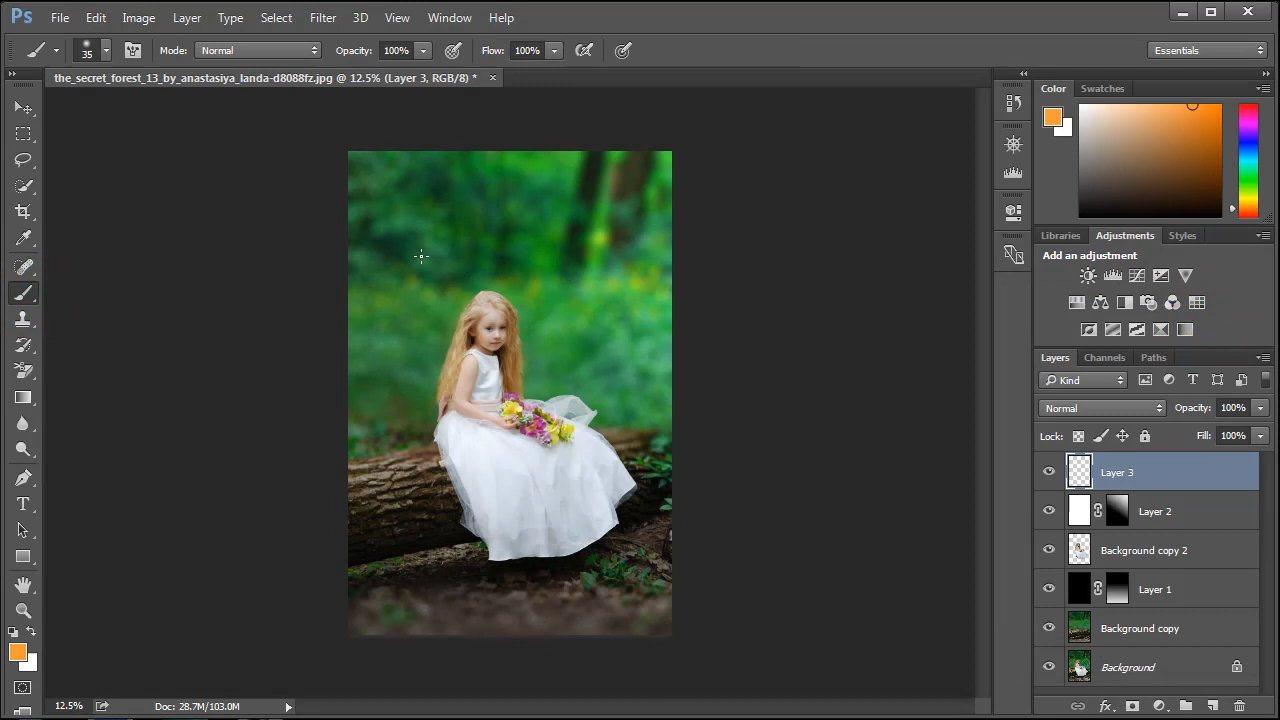 Ps File Edit Image Layer Type Select Filter 3D View Window Help
35 Mode: Normal Opacity: 100% Flow: 100% Essentials
the_secret_forest_13_by_anastasiya_landa-d8088fz.jpg @ 12.5% (Layer 3, RGB/8) *
Color Swatches
Libraries Adjustments Styles
Add an adjustment
Layers Channels Paths
Kind
Normal Opacity: 100%
Lock: Fill: 100%
Layer 3
Layer 2
Background copy 2
Layer 1
Background copy
Background
12.5% Doc: 28.7M/103.0M